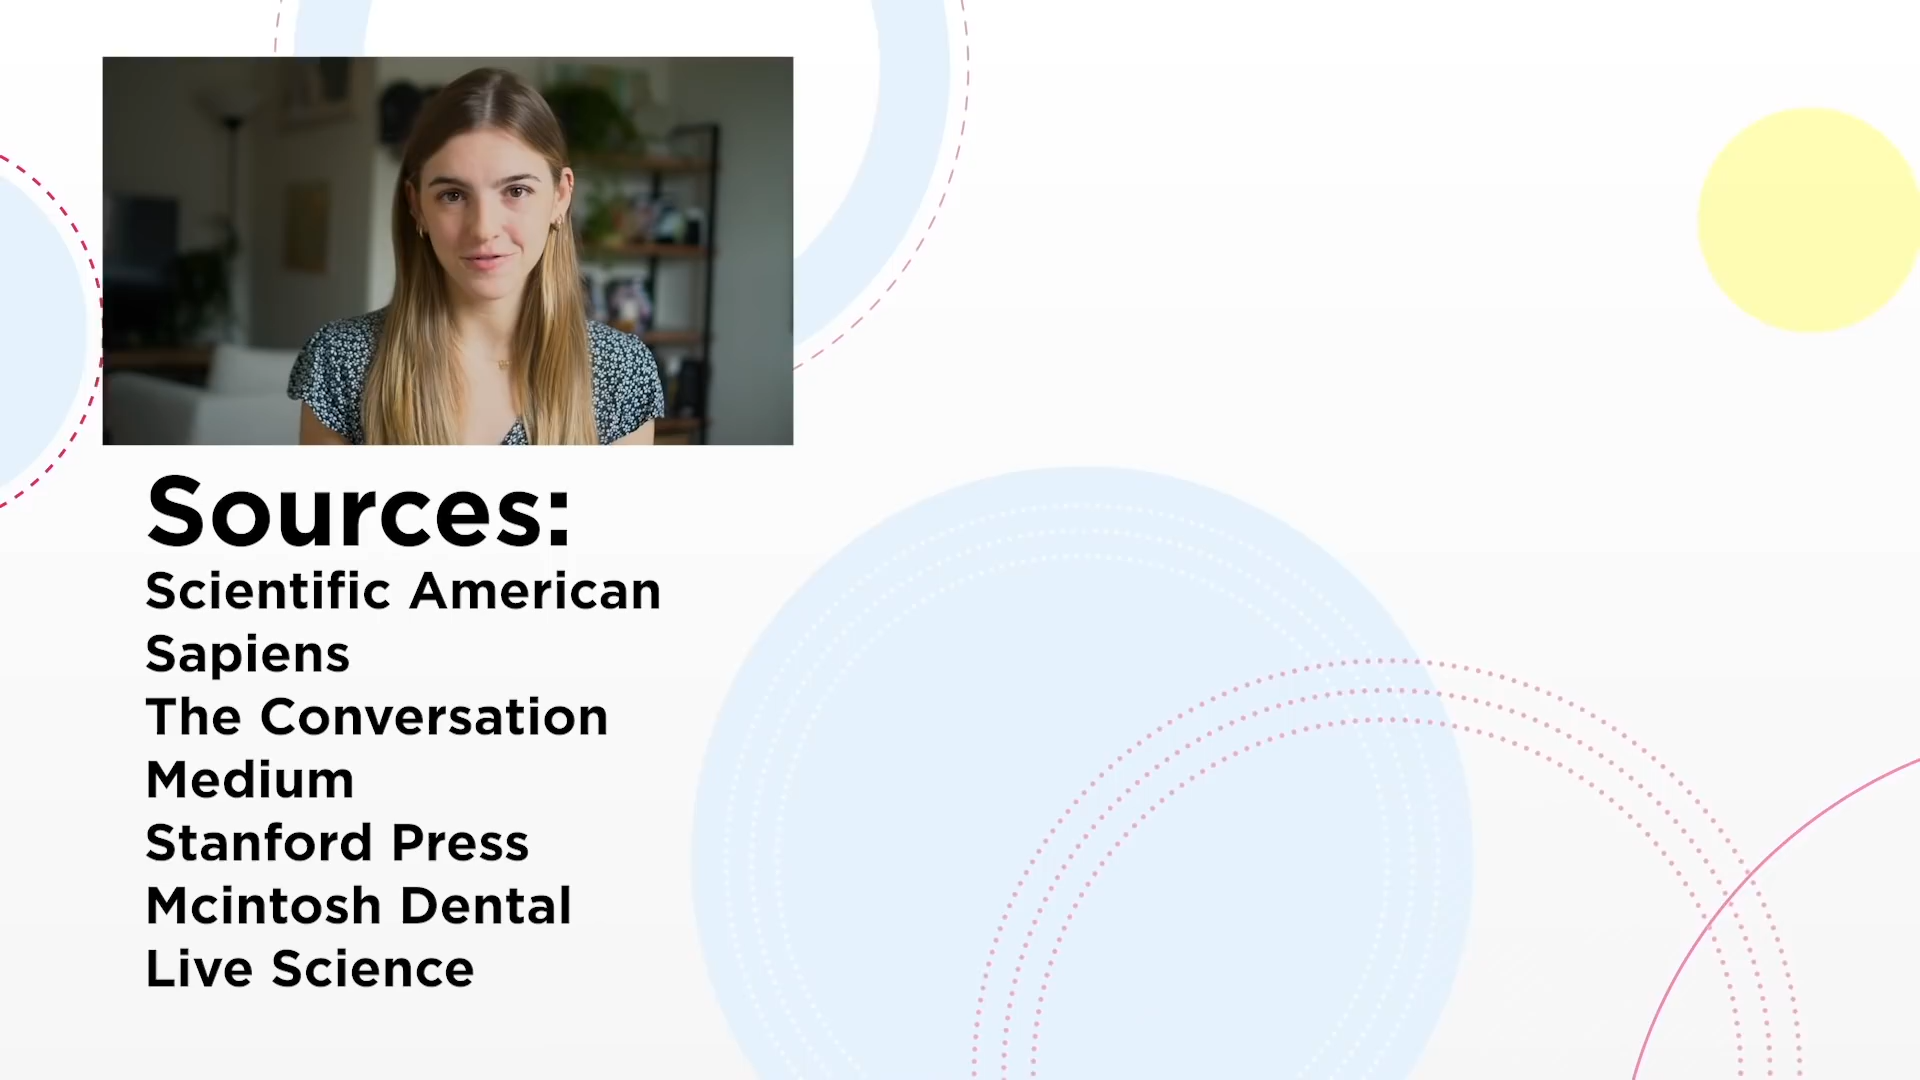 Sources:
Scientific American
Sapiens
The Conversation
Medium
Stanford Press
Mcintosh Dental
Live Science